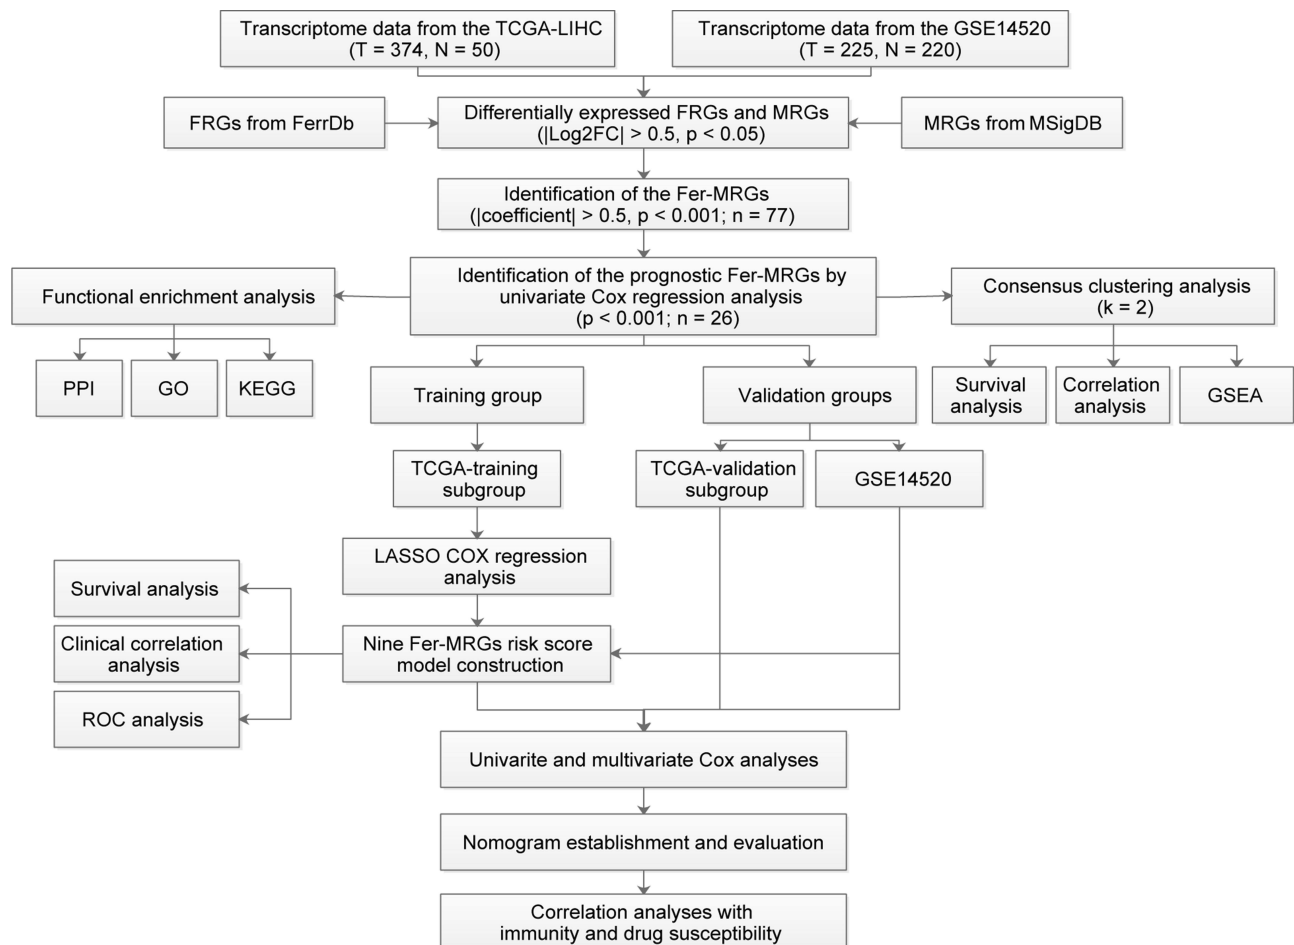 Transcriptome data from the TCGA-LIHC
(T = 374, N = 50)
Transcriptome data from the GSE14520
(T = 225, N = 220)
FRGs from FerrDb
Differentially expressed FRGs and MRGs
(|Log2FC| > 0.5, p < 0.05)
MRGs from MSigDB
Identification of the Fer-MRGs
(|coefficient| > 0.5, p < 0.001; n = 77)
Functional enrichment analysis
Identification of the prognostic Fer-MRGs by
univariate Cox regression analysis
(p < 0.001; n = 26)
Consensus clustering analysis
(k = 2)
PPI
GO
KEGG
Training group
Validation groups
Survival
analysis
Correlation
analysis
GSEA
TCGA-training
subgroup
TCGA-validation
subgroup
GSE14520
LASSO COX regression
analysis
Survival analysis
Clinical correlation
analysis
Nine Fer-MRGs risk score
model construction
ROC analysis
Univarite and multivariate Cox analyses
Nomogram establishment and evaluation
Correlation analyses with
immunity and drug susceptibility